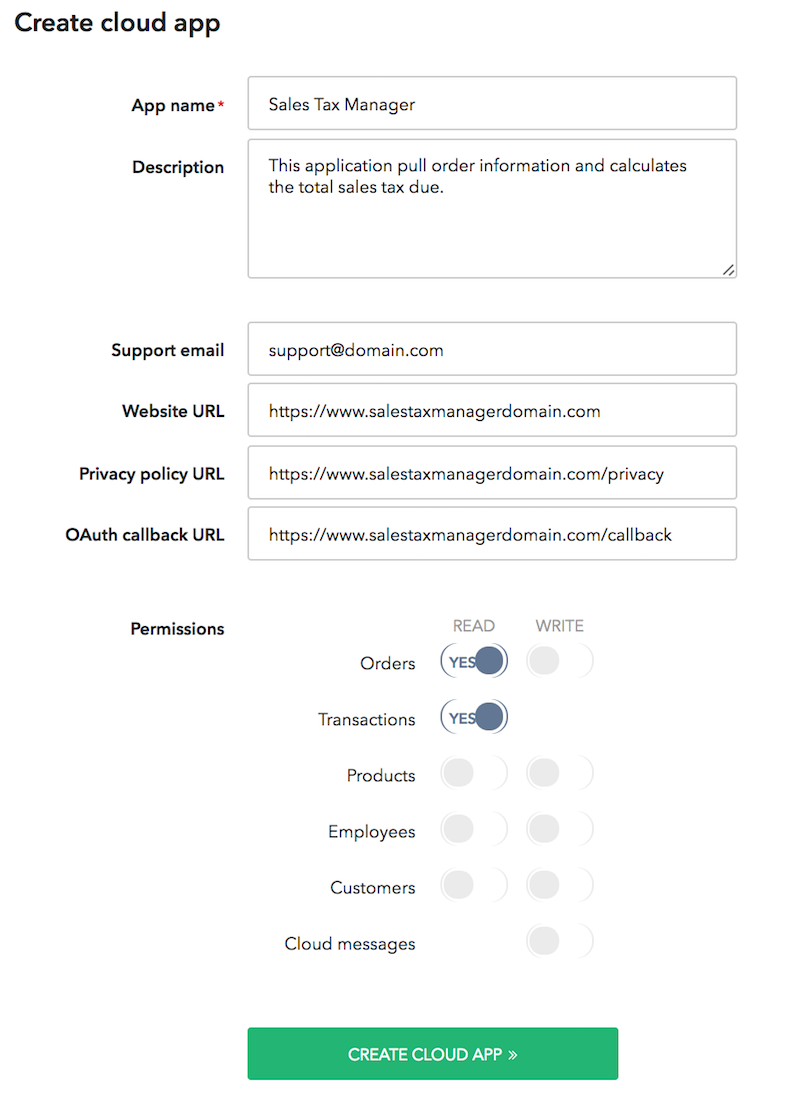 Create cloud app
App name*
Sales Tax Manager
Description
This application pull order information and calculates
the total sales tax due.
Support email
support@domain.com
Website URL
https://www.salestaxmanagerdomain.com
Privacy policy URL
https://www.salestaxmanagerdomain.com/privacy
OAuth callback URL
https://www.salestaxmanagerdomain.com/callback
Permissions
READ WRITE
Orders YES
Transactions YES
Products
Employees
Customers
Cloud messages
CREATE CLOUD APP »